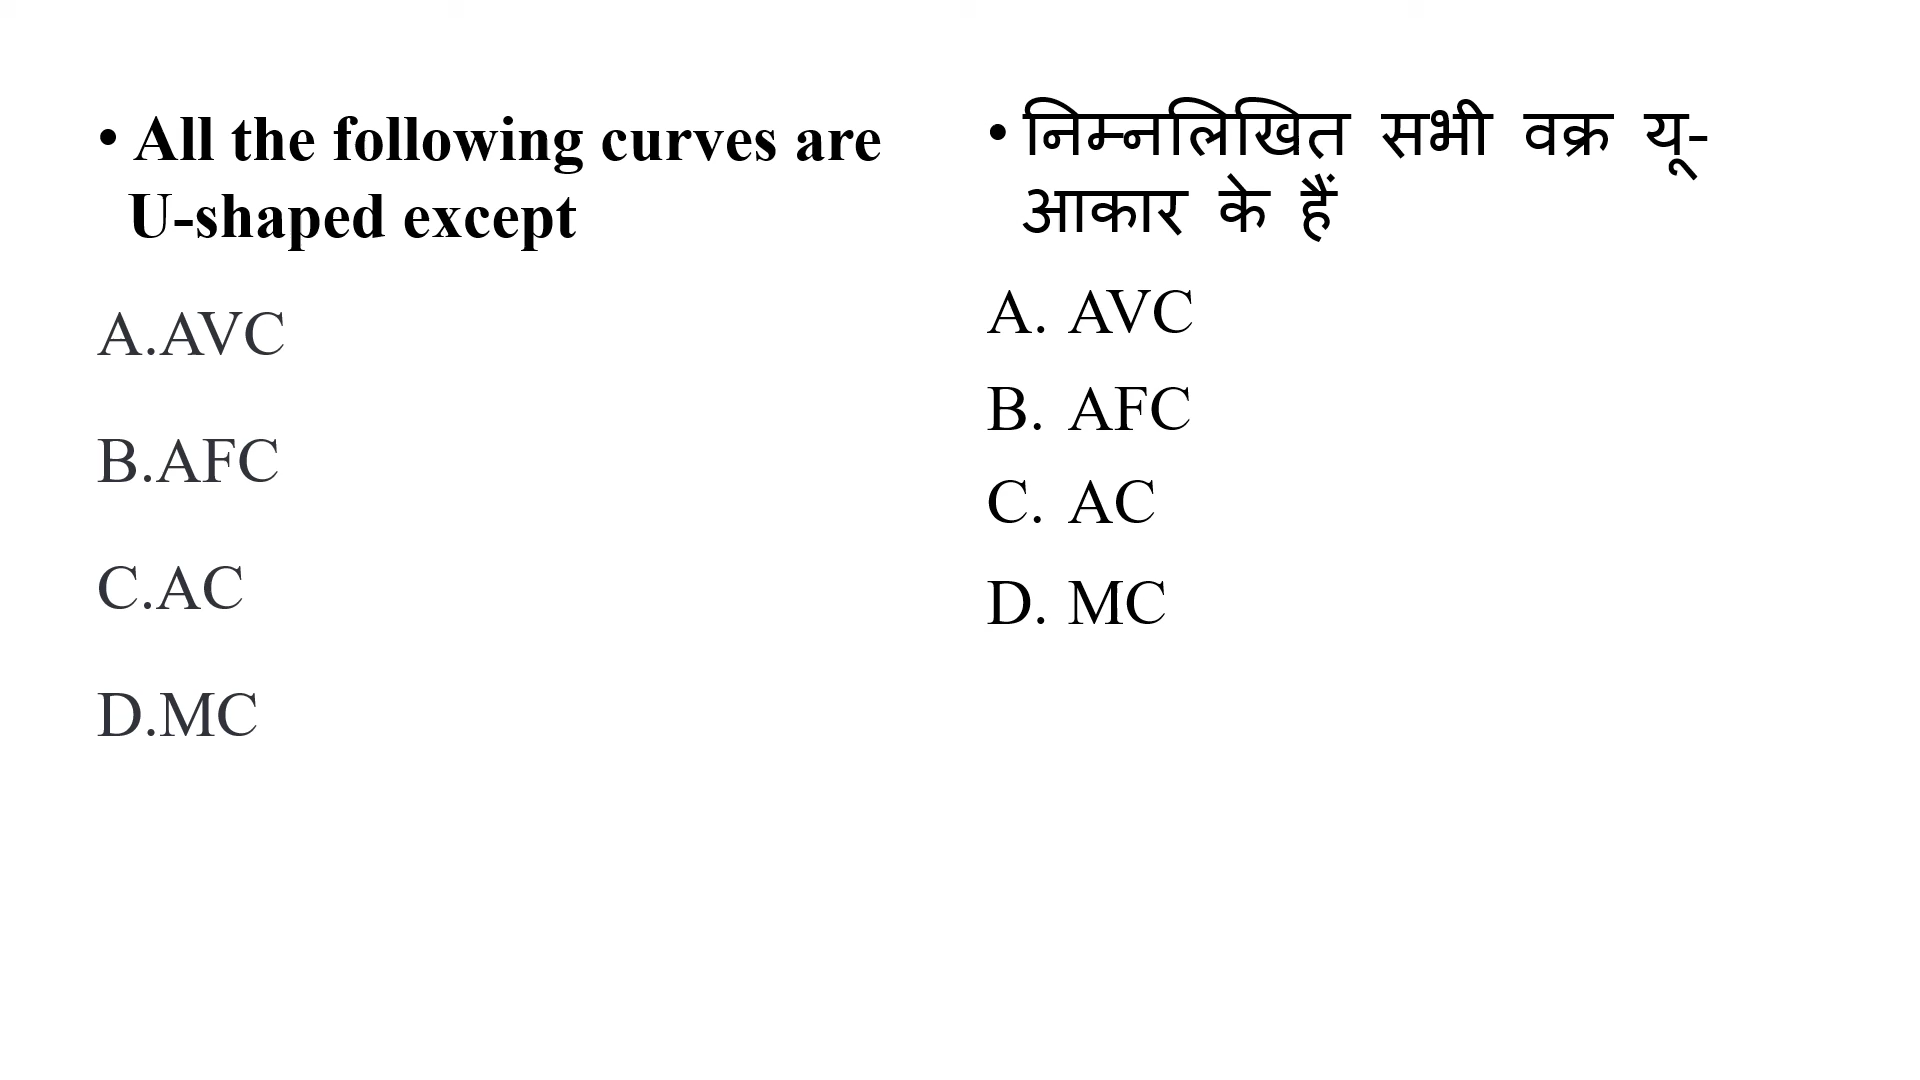 • All the following curves are
U-shaped except
A.AVC
B.AFC
C.AC
D.MC
• निम्नलिखित सभी वक्र यू-
आकार के हैं
A. AVC
B. AFC
C. AC
D. MC